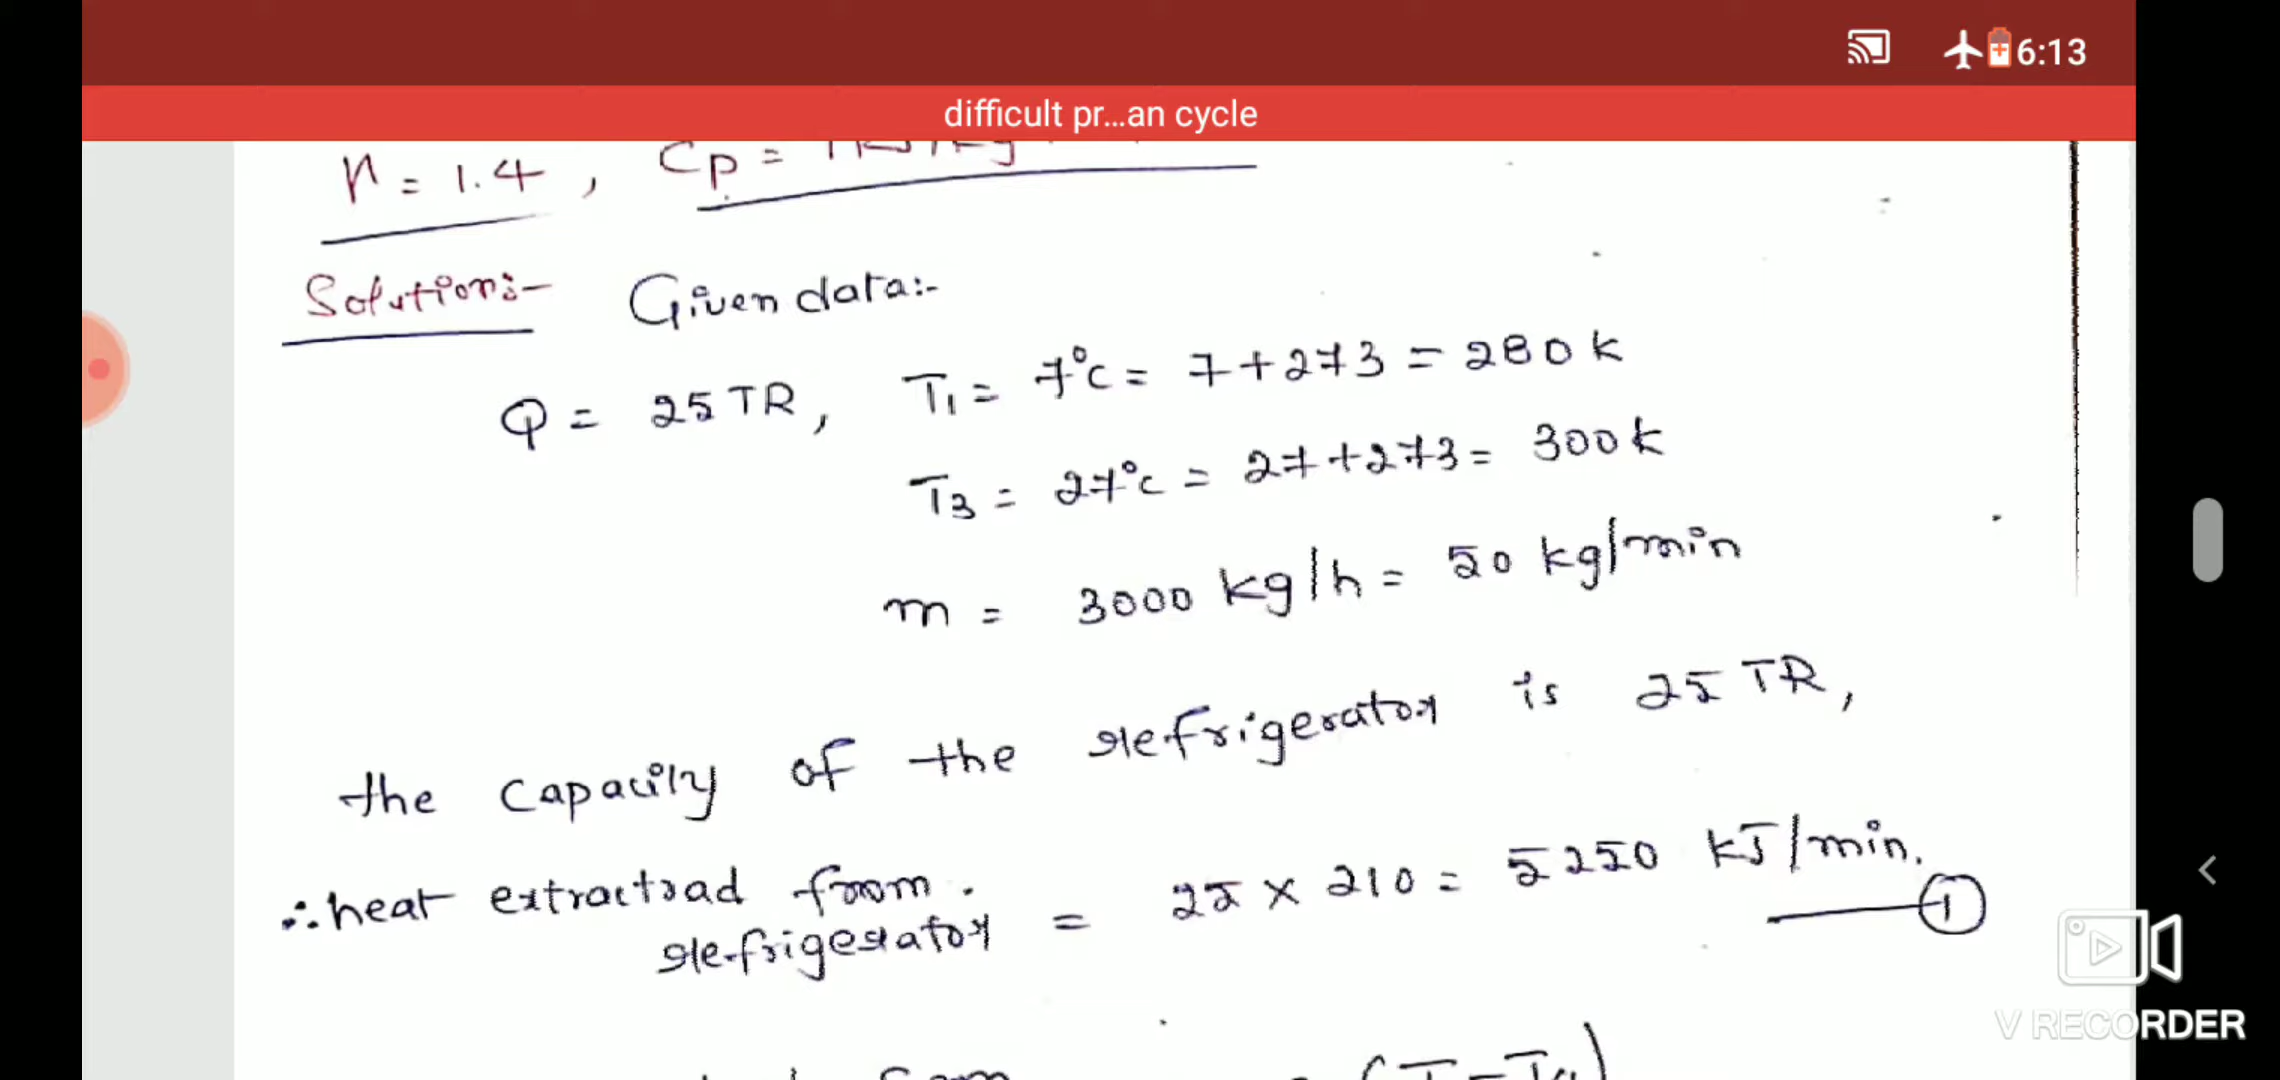 6:13
difficult pr...an cycle
n = 1.4 , Cp =
Solution:- Given data:-
Q = 25 TR, T1 = 7°c = 7+273 = 280 k
T3 = 27°c = 27+273 = 300k
m = 3000 kg/h = 50 kg/min
the capacity of the refrigerator is 25 TR,
∴ heat extractad from.
refrigerator = 25 x 210 = 5250 kJ/min.
1
V RECORDER